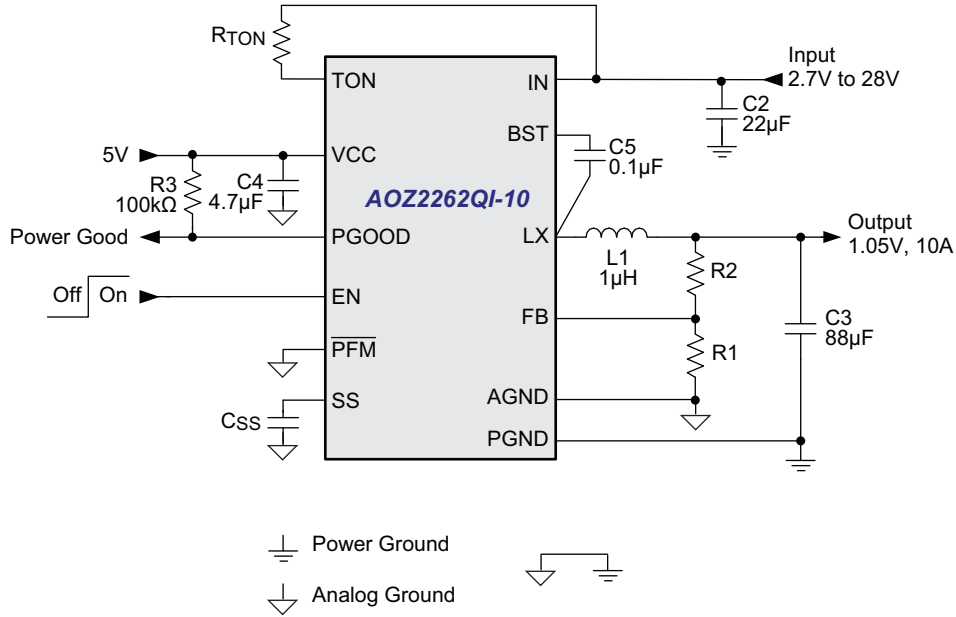 RTON
TON
IN
Input
2.7V to 28V
C2
22µF
BST
C5
0.1µF
5V
VCC
R3
100kΩ
C4
4.7µF
AOZ2262QI-10
Power Good
PGOOD
LX
L1
1µH
Output
1.05V, 10A
R2
Off
On
EN
FB
C3
88µF
R1
PFM
SS
CSS
AGND
PGND
Power Ground
Analog Ground